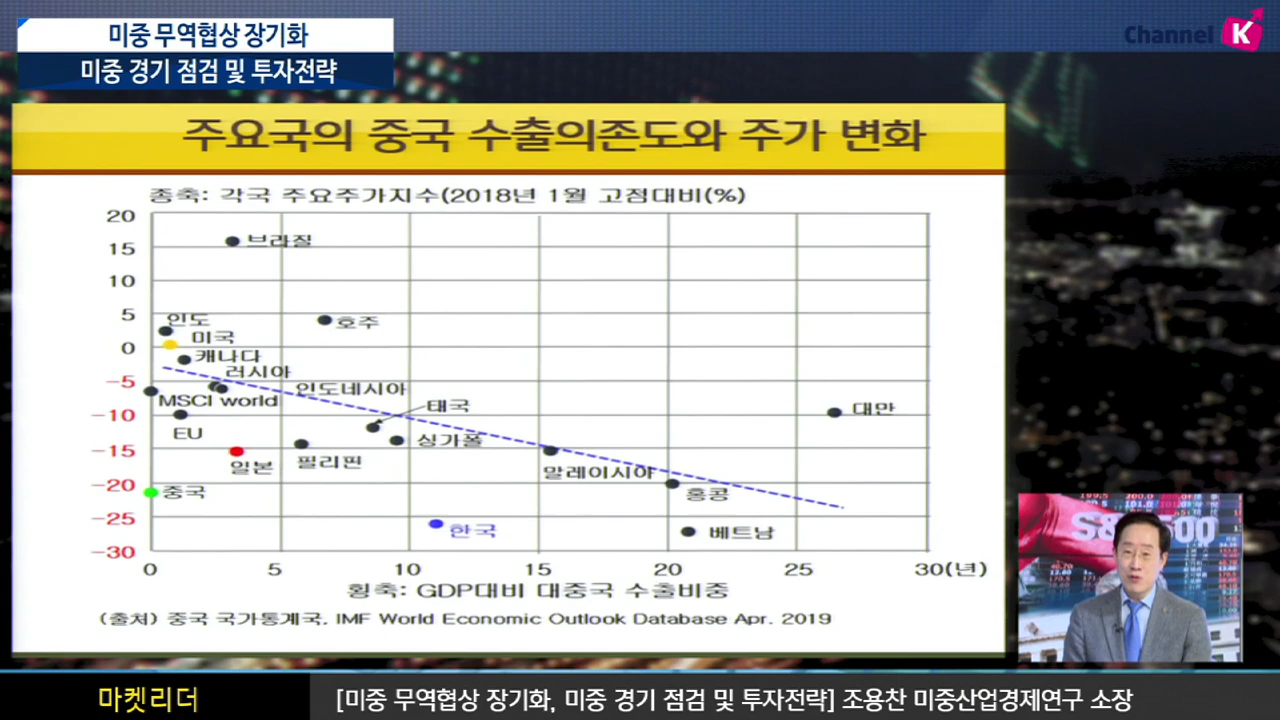 미중 무역협상 장기화
미중 경기 점검 및 투자전략
Channel K
주요국의 중국 수출의존도와 주가 변화
종축: 각국 주요주가지수(2018년 1월 고점대비(%)
20
15
10
5
0
-5
-10
-15
-20
-25
-30
브라질
인도
호주
미국
캐나다
러시아
인도네시아
MSCI world
태국
대만
EU
싱가폴
일본
필리핀
말레이시아
중국
홍콩
한국
베트남
0 5 10 15 20 25 30(년)
횡축: GDP대비 대중국 수출비중
(출처) 중국 국가통계국, IMF World Economic Outlook Database Apr. 2019
마켓리더
[미중 무역협상 장기화, 미중 경기 점검 및 투자전략] 조용찬 미중산업경제연구 소장